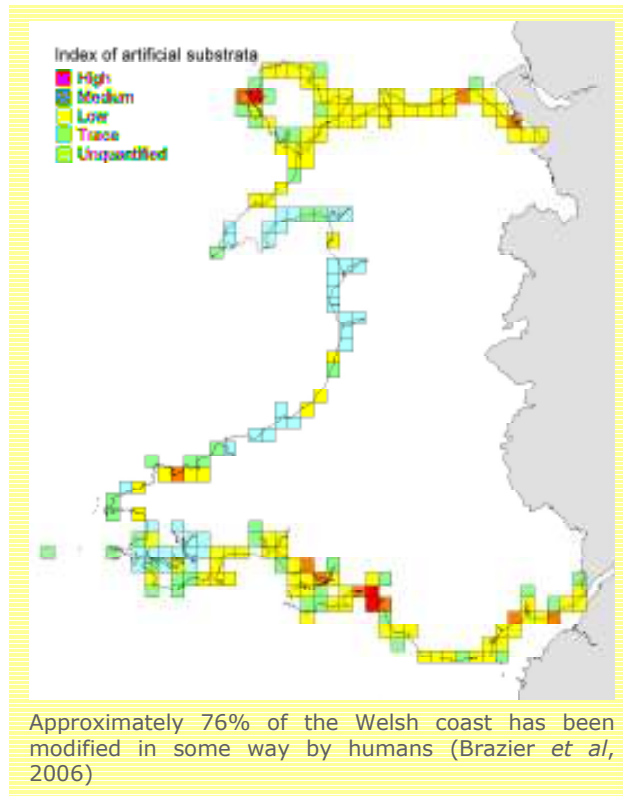 Index of artificial substrata
High
Medium
Low
Trace
Unquantified
Approximately 76% of the Welsh coast has been
modified in some way by humans (Brazier et al,
2006)